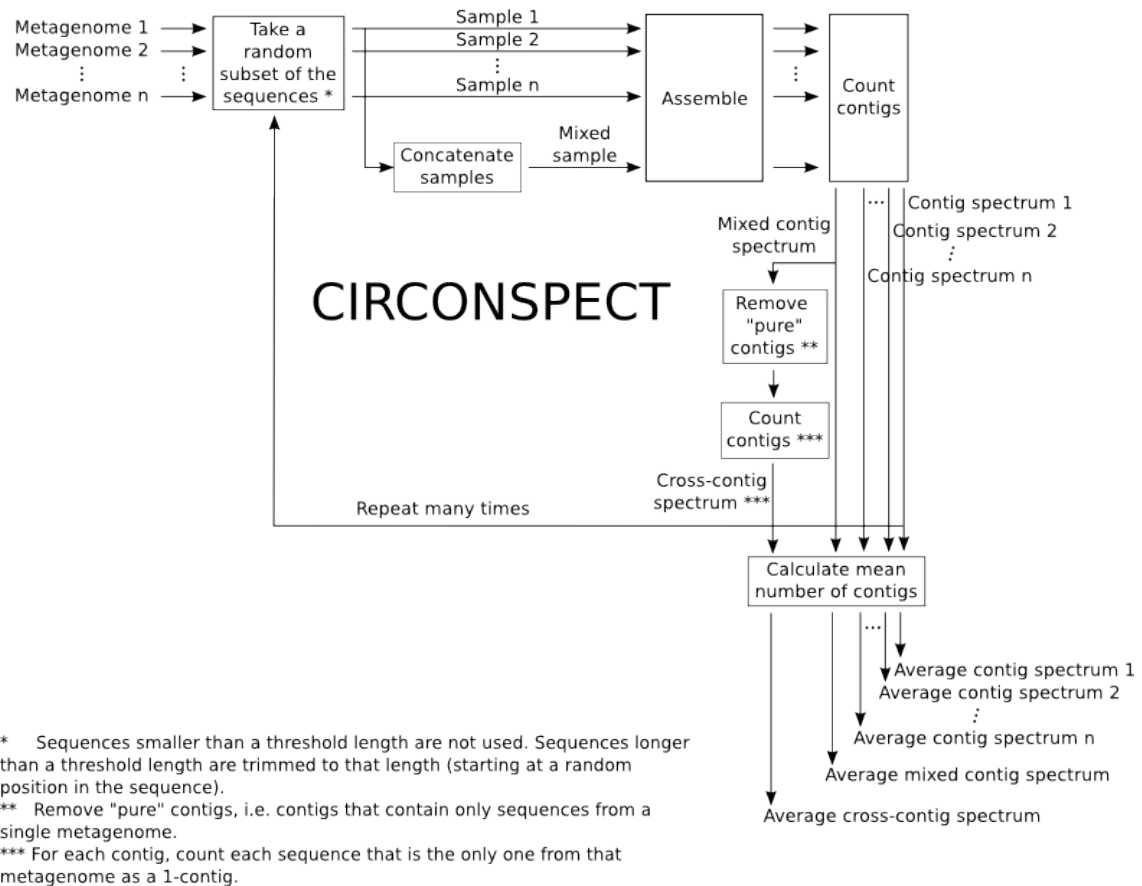 Metagenome 1
Metagenome 2
⋮
Metagenome n
⋮
Take a
random
subset of the
sequences *
Sample 1
Sample 2
⋮
Sample n
Concatenate
samples
Mixed
sample
Assemble
⋮
Count
contigs
...
Contig spectrum 1
Contig spectrum 2
⋮
Contig spectrum n
Mixed contig
spectrum
CIRCONSPECT
Remove
"pure"
contigs **
Count
contigs ***
Cross-contig
spectrum ***
Repeat many times
Calculate mean
number of contigs
...
Average contig spectrum 1
Average contig spectrum 2
⋮
Average contig spectrum n
Average mixed contig spectrum
Average cross-contig spectrum
* Sequences smaller than a threshold length are not used. Sequences longer
than a threshold length are trimmed to that length (starting at a random
position in the sequence).
** Remove "pure" contigs, i.e. contigs that contain only sequences from a
single metagenome.
*** For each contig, count each sequence that is the only one from that
metagenome as a 1-contig.